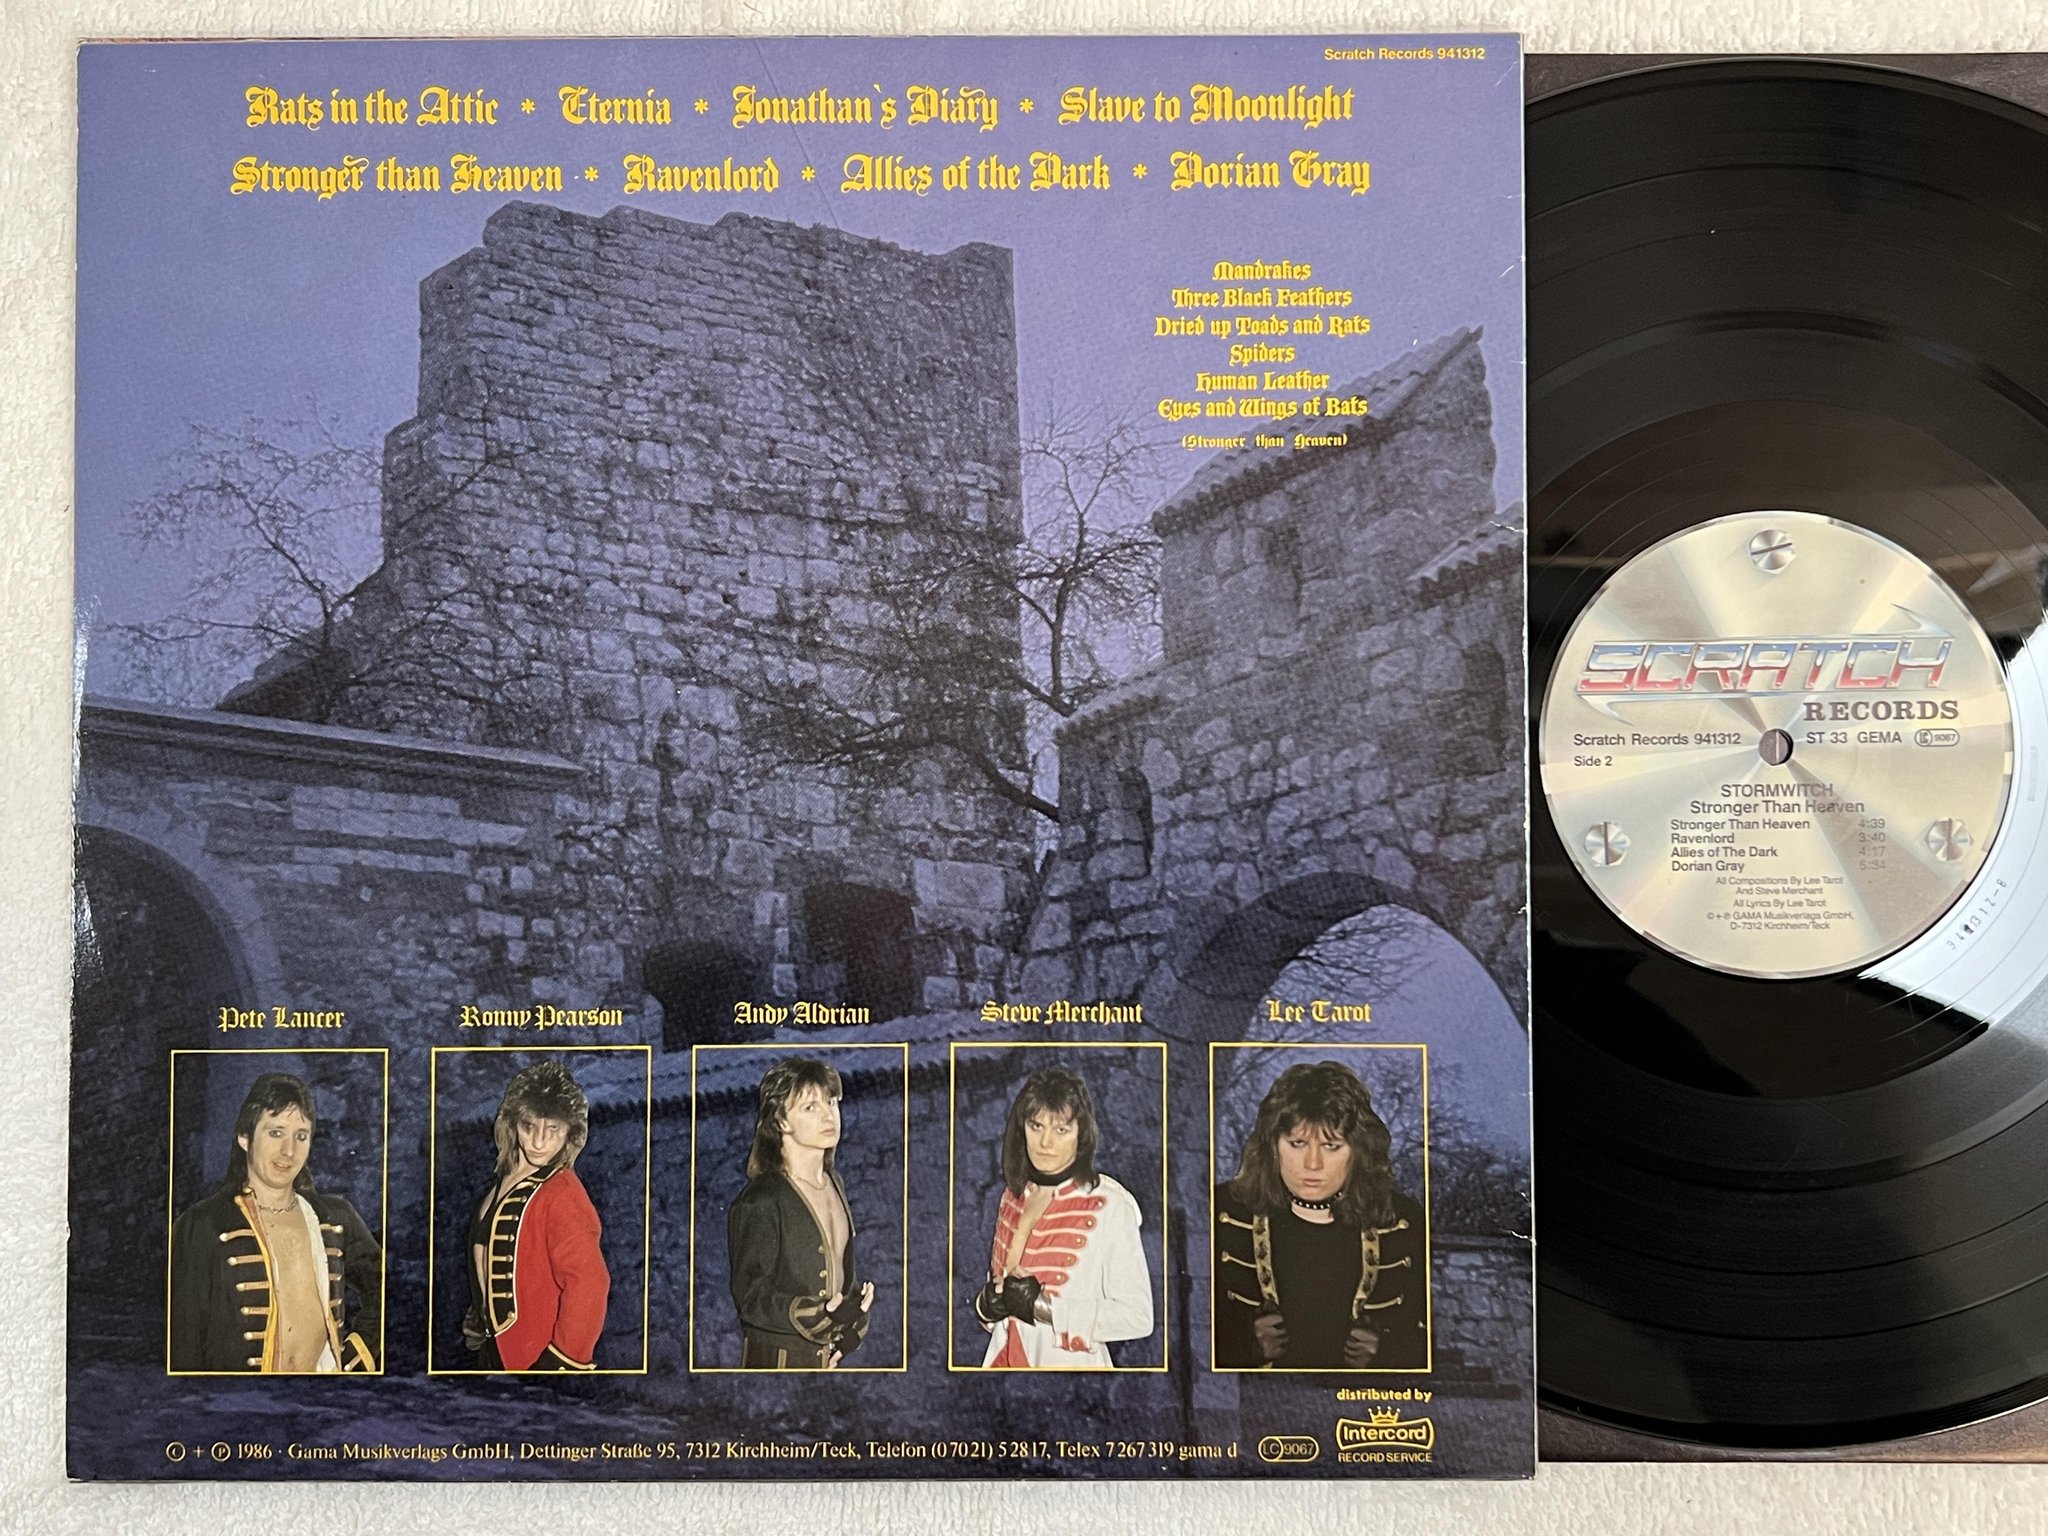 Scratch Records 941312
Rats in the Attic * Eternia * Jonathan`s Diary * Slave to Moonlight
Stronger than Heaven * Ravenlord * Allies of the Dark * Dorian Gray
Mandrakes
Three Black Feathers
Dried up Toads and Rats
Spiders
Human Leather
Eyes and Wings of Bats
(Stronger than Heaven)
Pete Lancer Ronny Pearson Andy Aldrian Steve Merchant Lee Tarot
© + ℗ 1986 · Gama Musikverlags GmbH, Dettinger Straße 95, 7312 Kirchheim/Teck, Telefon (0 70 21) 5 28 17, Telex 7 267 319 gama d
LC 9067
distributed by
Intercord
RECORD SERVICE
SCRATCH
RECORDS
Scratch Records 941312 ST 33 GEMA LC 9067
Side 2
STORMWITCH
Stronger Than Heaven
Stronger Than Heaven 4:39
Ravenlord 3:40
Allies of The Dark 4:17
Dorian Gray 5:34
All Compositions By Lee Tarot
And Steve Merchant
All Lyrics By Lee Tarot
©+℗ GAMA Musikverlags GmbH,
D-7312 Kirchheim/Teck
941312-B